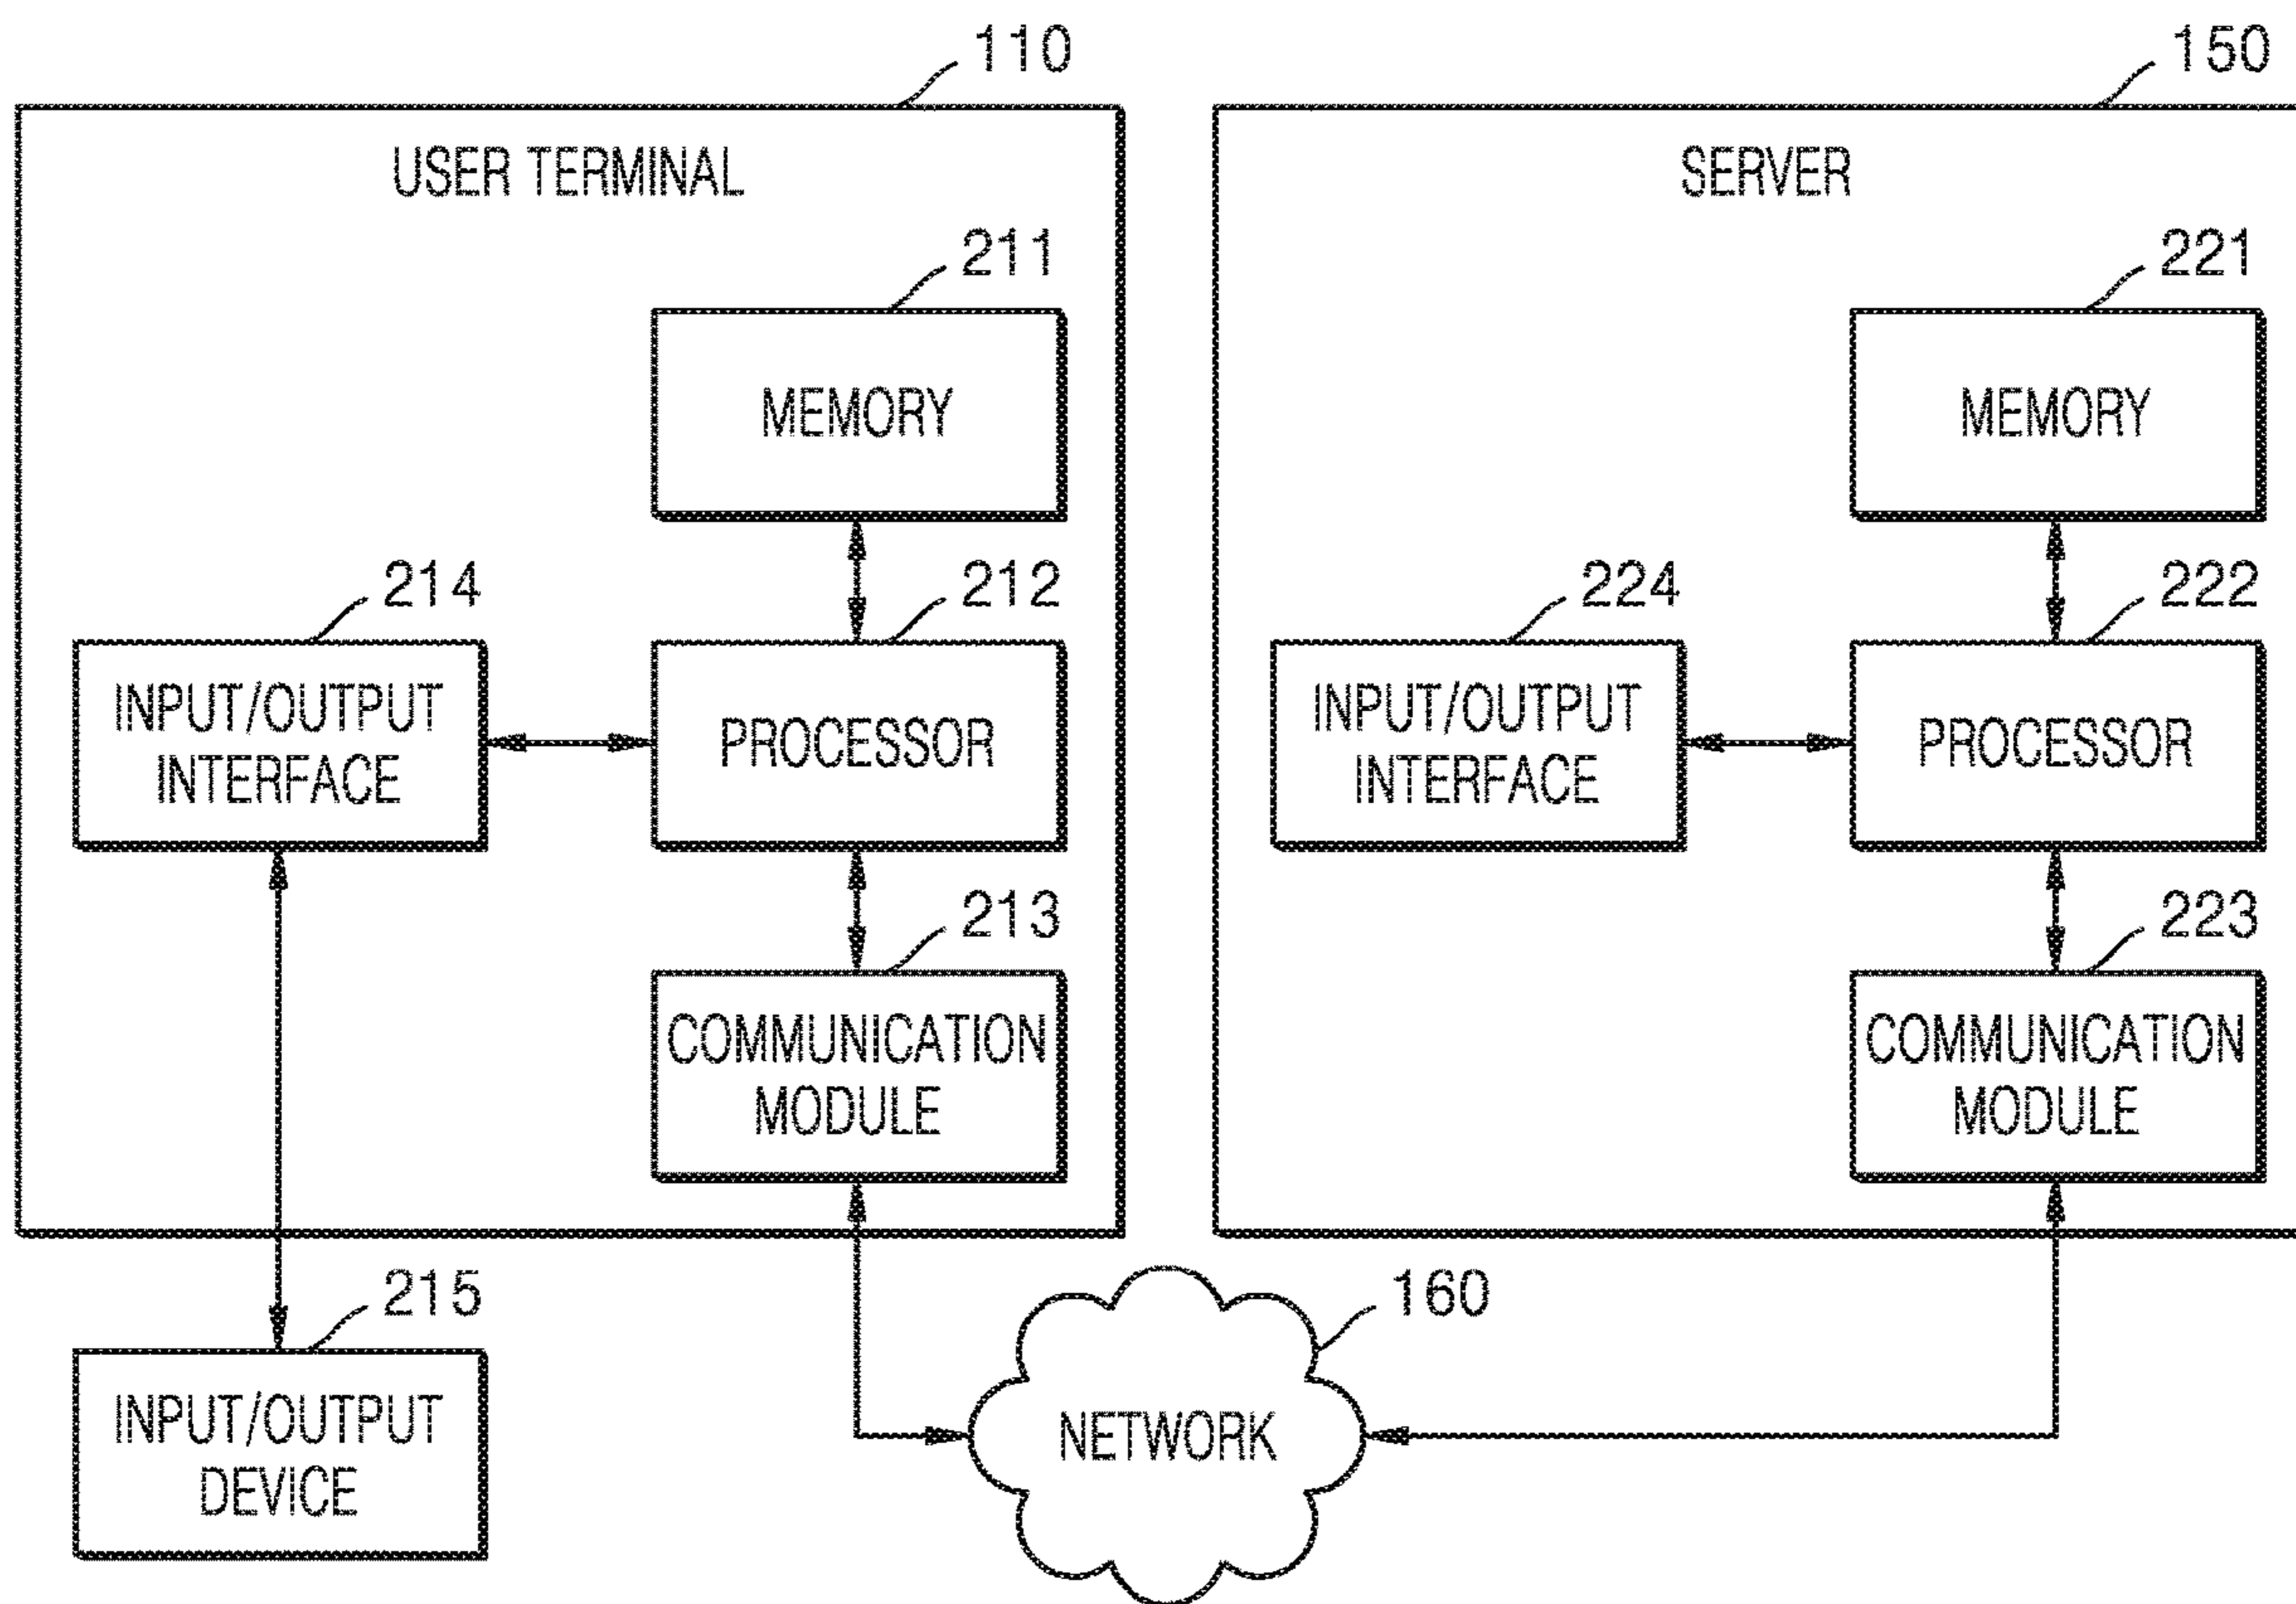 110
150
USER TERMINAL
SERVER
211
221
MEMORY
MEMORY
214
212
224
222
INPUT/OUTPUT
INTERFACE
PROCESSOR
INPUT/OUTPUT
INTERFACE
PROCESSOR
213
223
COMMUNICATION
MODULE
COMMUNICATION
MODULE
215
160
INPUT/OUTPUT
DEVICE
NETWORK